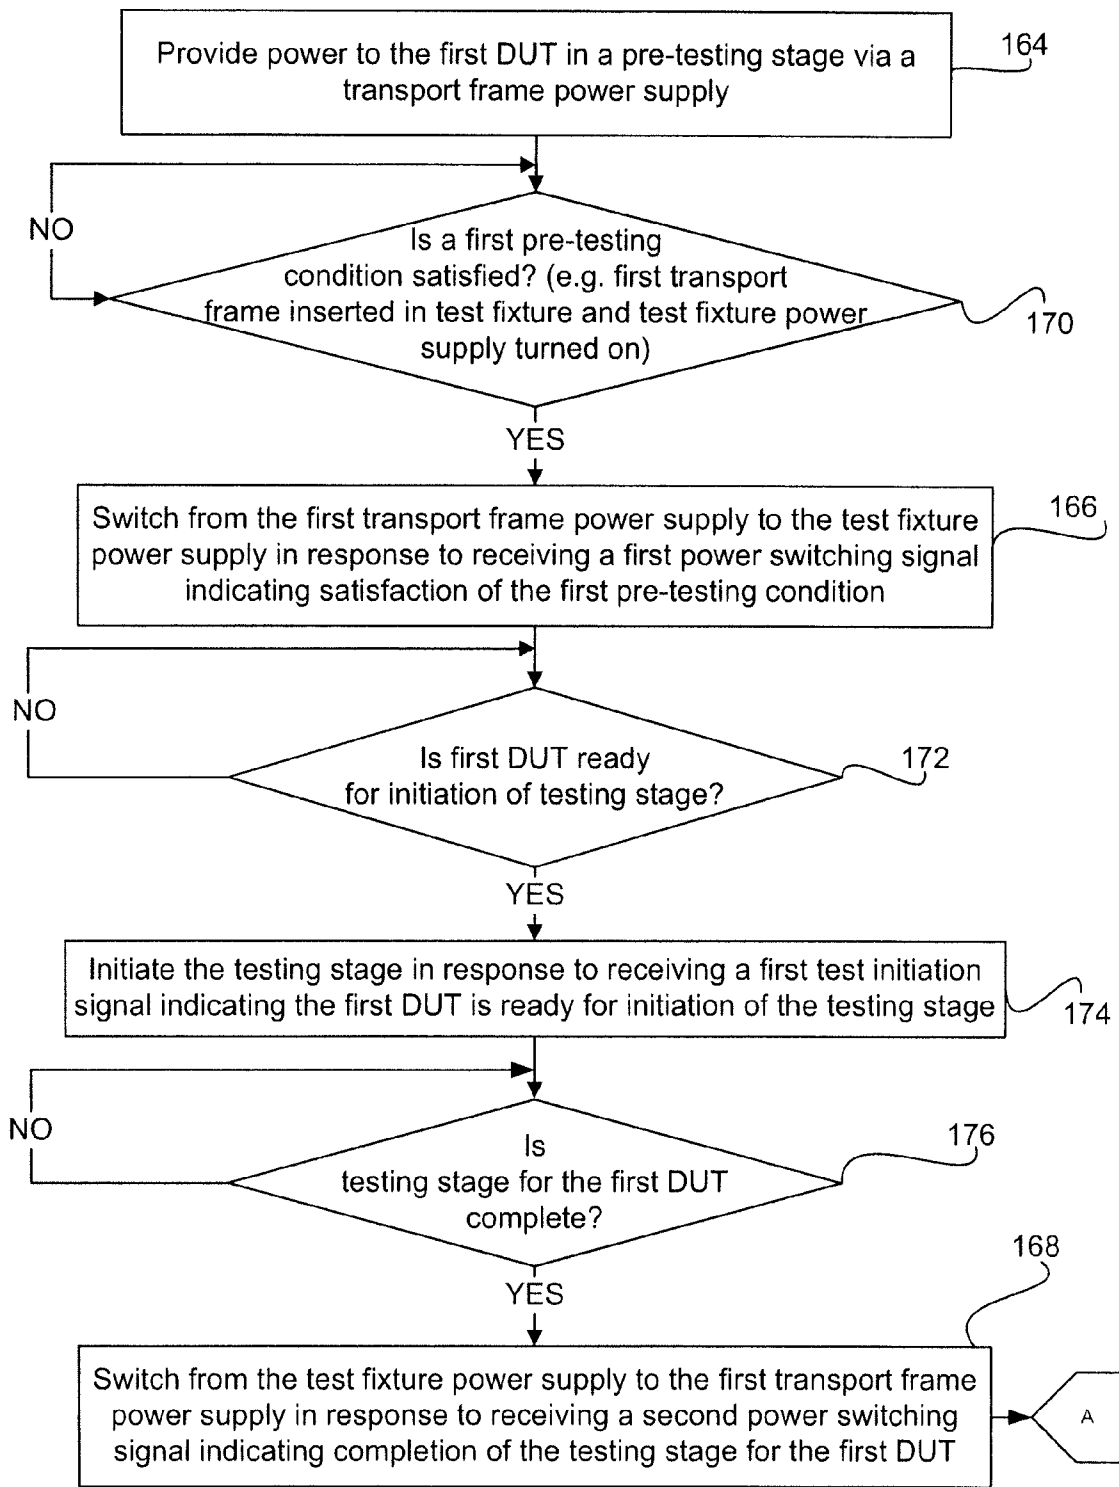 Provide power to the first DUT in a pre-testing stage via a
transport frame power supply
164
NO
Is a first pre-testing
condition satisfied? (e.g. first transport
frame inserted in test fixture and test fixture power
supply turned on)
170
YES
Switch from the first transport frame power supply to the test fixture
power supply in response to receiving a first power switching signal
indicating satisfaction of the first pre-testing condition
166
NO
Is first DUT ready
for initiation of testing stage?
172
YES
Initiate the testing stage in response to receiving a first test initiation
signal indicating the first DUT is ready for initiation of the testing stage
174
NO
Is
testing stage for the first DUT
complete?
176
YES
168
Switch from the test fixture power supply to the first transport frame
power supply in response to receiving a second power switching
signal indicating completion of the testing stage for the first DUT
A